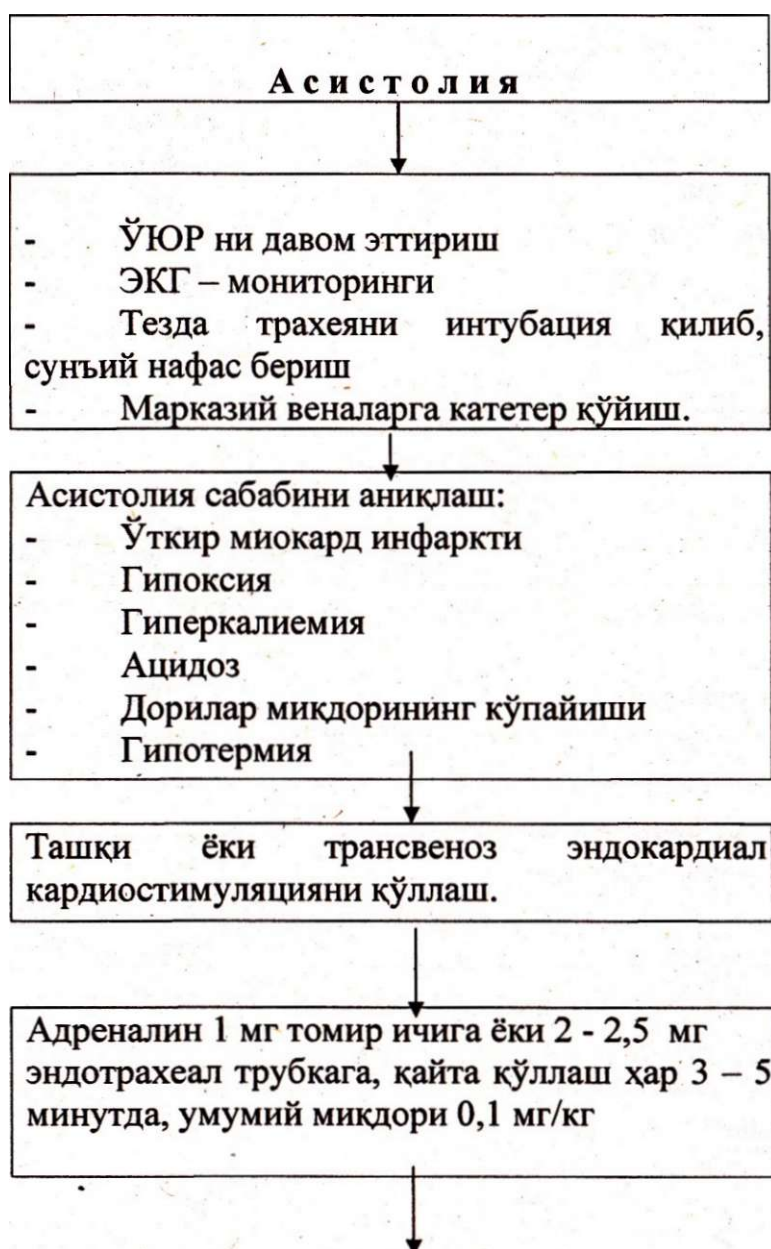 Асистолия
- ЎЮР ни давом эттириш
- ЭКГ – мониторинги
- Тезда трахеяни интубация қилиб,
сунъий нафас бериш
- Марказий веналарга катетер қўйиш.
Асистолия сабабини аниқлаш:
- Ўткир миокард инфаркти
- Гипоксия
- Гиперкалиемия
- Ацидоз
- Дорилар миқдорининг кўпайиши
- Гипотермия
Ташқи ёки трансвеноз эндокардиал
кардиостимуляцияни қўллаш.
Адреналин 1 мг томир ичига ёки 2 - 2,5 мг
эндотрахеал трубкага, қайта қўллаш ҳар 3 – 5
минутда, умумий миқдори 0,1 мг/кг